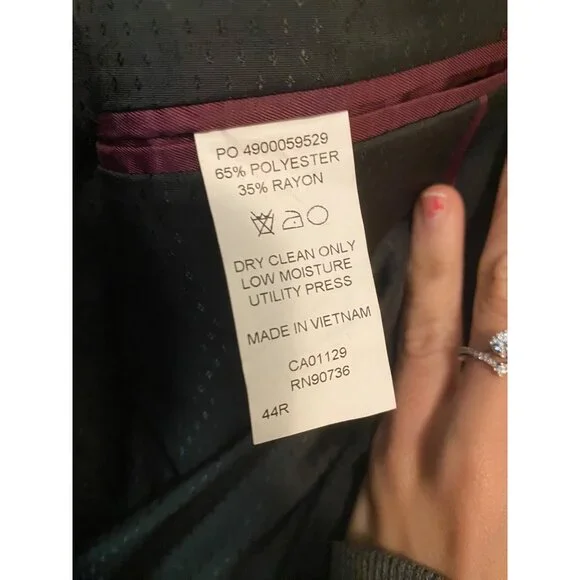 PO 4900059529
65% POLYESTER
35% RAYON
DRY CLEAN ONLY
LOW MOISTURE
UTILITY PRESS
MADE IN VIETNAM
CA01129
RN90736
44R